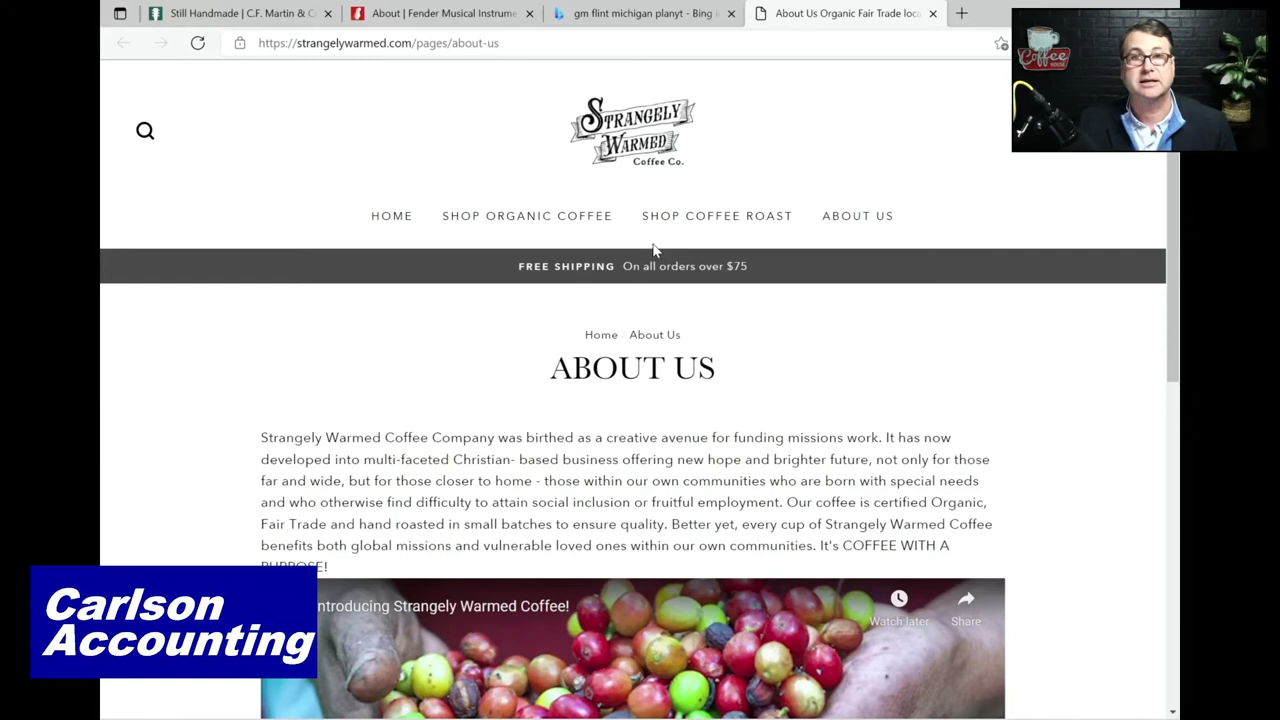 Still Handmade | C.F. Martin & C
About | Fender Musical Instrume
gm flint michigan planyt - Bing i
About Us Organic Fair Trade loca
https://strangelywarmed.com/pages/about-us
Coffee
HOUSE
STRANGELY
WARMED
Coffee Co.
HOME SHOP ORGANIC COFFEE SHOP COFFEE ROAST ABOUT US
FREE SHIPPING On all orders over $75
Home / About Us
ABOUT US
Strangely Warmed Coffee Company was birthed as a creative avenue for funding missions work. It has now
developed into multi-faceted Christian- based business offering new hope and brighter future, not only for those
far and wide, but for those closer to home - those within our own communities who are born with special needs
and who otherwise find difficulty to attain social inclusion or fruitful employment. Our coffee is certified Organic,
Fair Trade and hand roasted in small batches to ensure quality. Better yet, every cup of Strangely Warmed Coffee
benefits both global missions and vulnerable loved ones within our own communities. It's COFFEE WITH A
PURPOSE!
ntroducing Strangely Warmed Coffee!
Watch later
Share
Carlson
Accounting